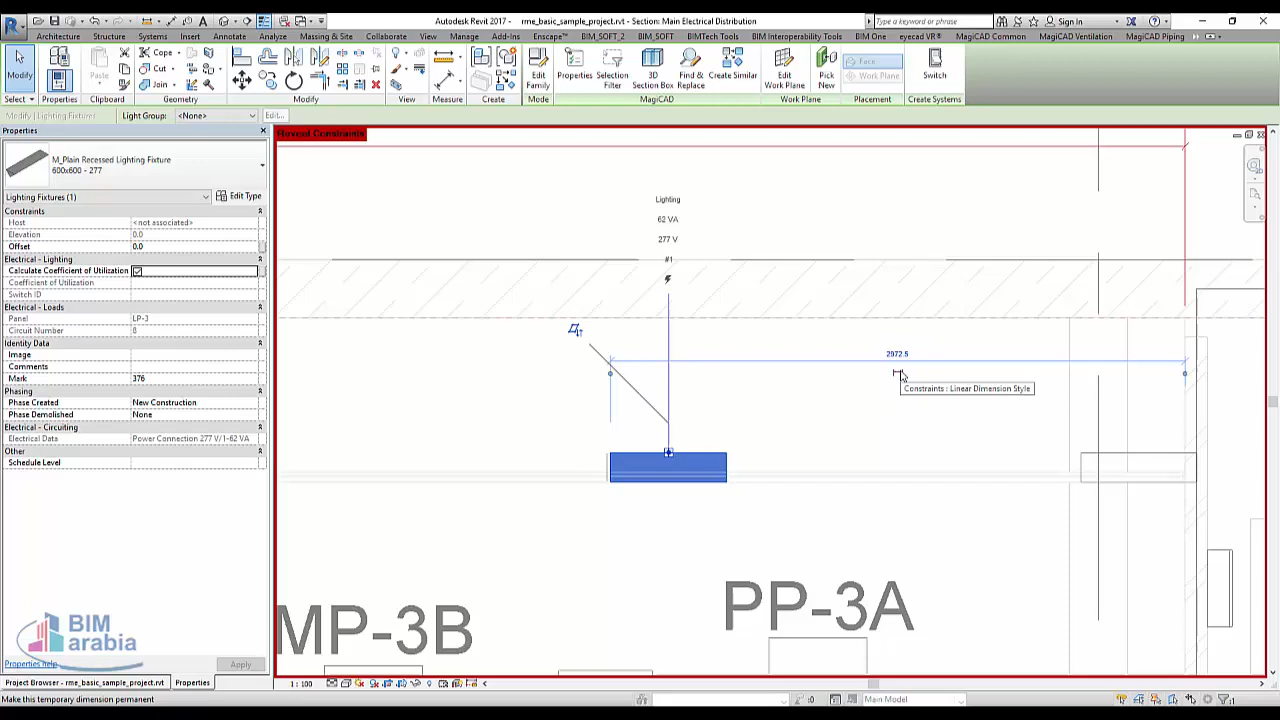 Autodesk Revit 2017 - rme_basic_sample_project.rvt - Section: Main Electrical Distribution
Type a keyword or phrase
Sign In
Architecture Structure Systems Insert Annotate Analyze Massing & Site Collaborate View Manage Add-Ins Enscape™ BIM_SOFT_2 BIM_SOFT BIMTech Tools BIM Interoperability Tools BIM One eyecad VR® MagiCAD Common MagiCAD Ventilation MagiCAD Piping
Modify
Properties
Paste
Cope
Cut
Join
Edit Family
Properties
Selection Filter
3D Section Box
Find & Replace
Create Similar
Edit Work Plane
Pick New
Face
Work Plane
Switch
Select Properties Clipboard Geometry Modify View Measure Create Mode MagiCAD Work Plane Placement Create Systems
Modify | Lighting Fixtures Light Group: <None> Edit...
Properties
M_Plain Recessed Lighting Fixture
600x600 - 277
Lighting Fixtures (1) Edit Type
Constraints
Host <not associated>
Elevation 0.0
Offset 0.0
Electrical - Lighting
Calculate Coefficient of Utilization
Coefficient of Utilization
Switch ID
Electrical - Loads
Panel LP-3
Circuit Number 8
Identity Data
Image
Comments
Mark 376
Phasing
Phase Created New Construction
Phase Demolished None
Electrical - Circuiting
Electrical Data Power Connection 277 V/1-62 VA
Other
Schedule Level
BIM
arabia
Properties help Apply
Project Browser - rme_basic_sample_project.rvt Properties
Make this temporary dimension permanent
Reveal Constraints
Lighting
62 VA
277 V
#1
2972.5
Constraints : Linear Dimension Style
MP-3B
PP-3A
1 : 100
:0
Main Model
:1